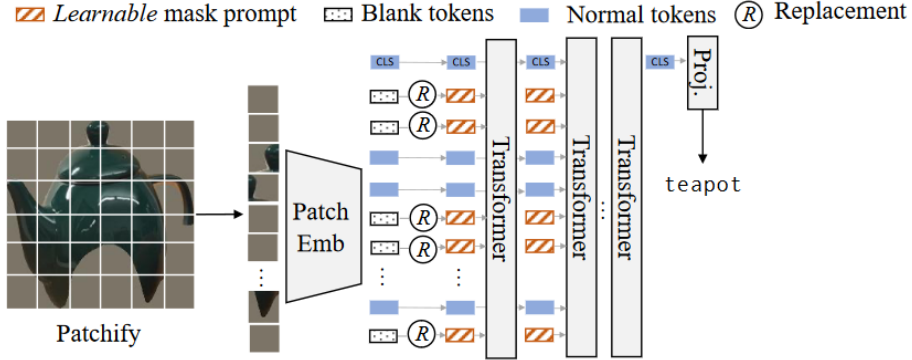 Learnable mask prompt
Blank tokens
Normal tokens
R Replacement
CLS CLS CLS CLS
R
R
R
R
R
Patchify
Patch
Emb
...
...
...
Transformer
...
Transformer
...
Transformer
Proj.
teapot